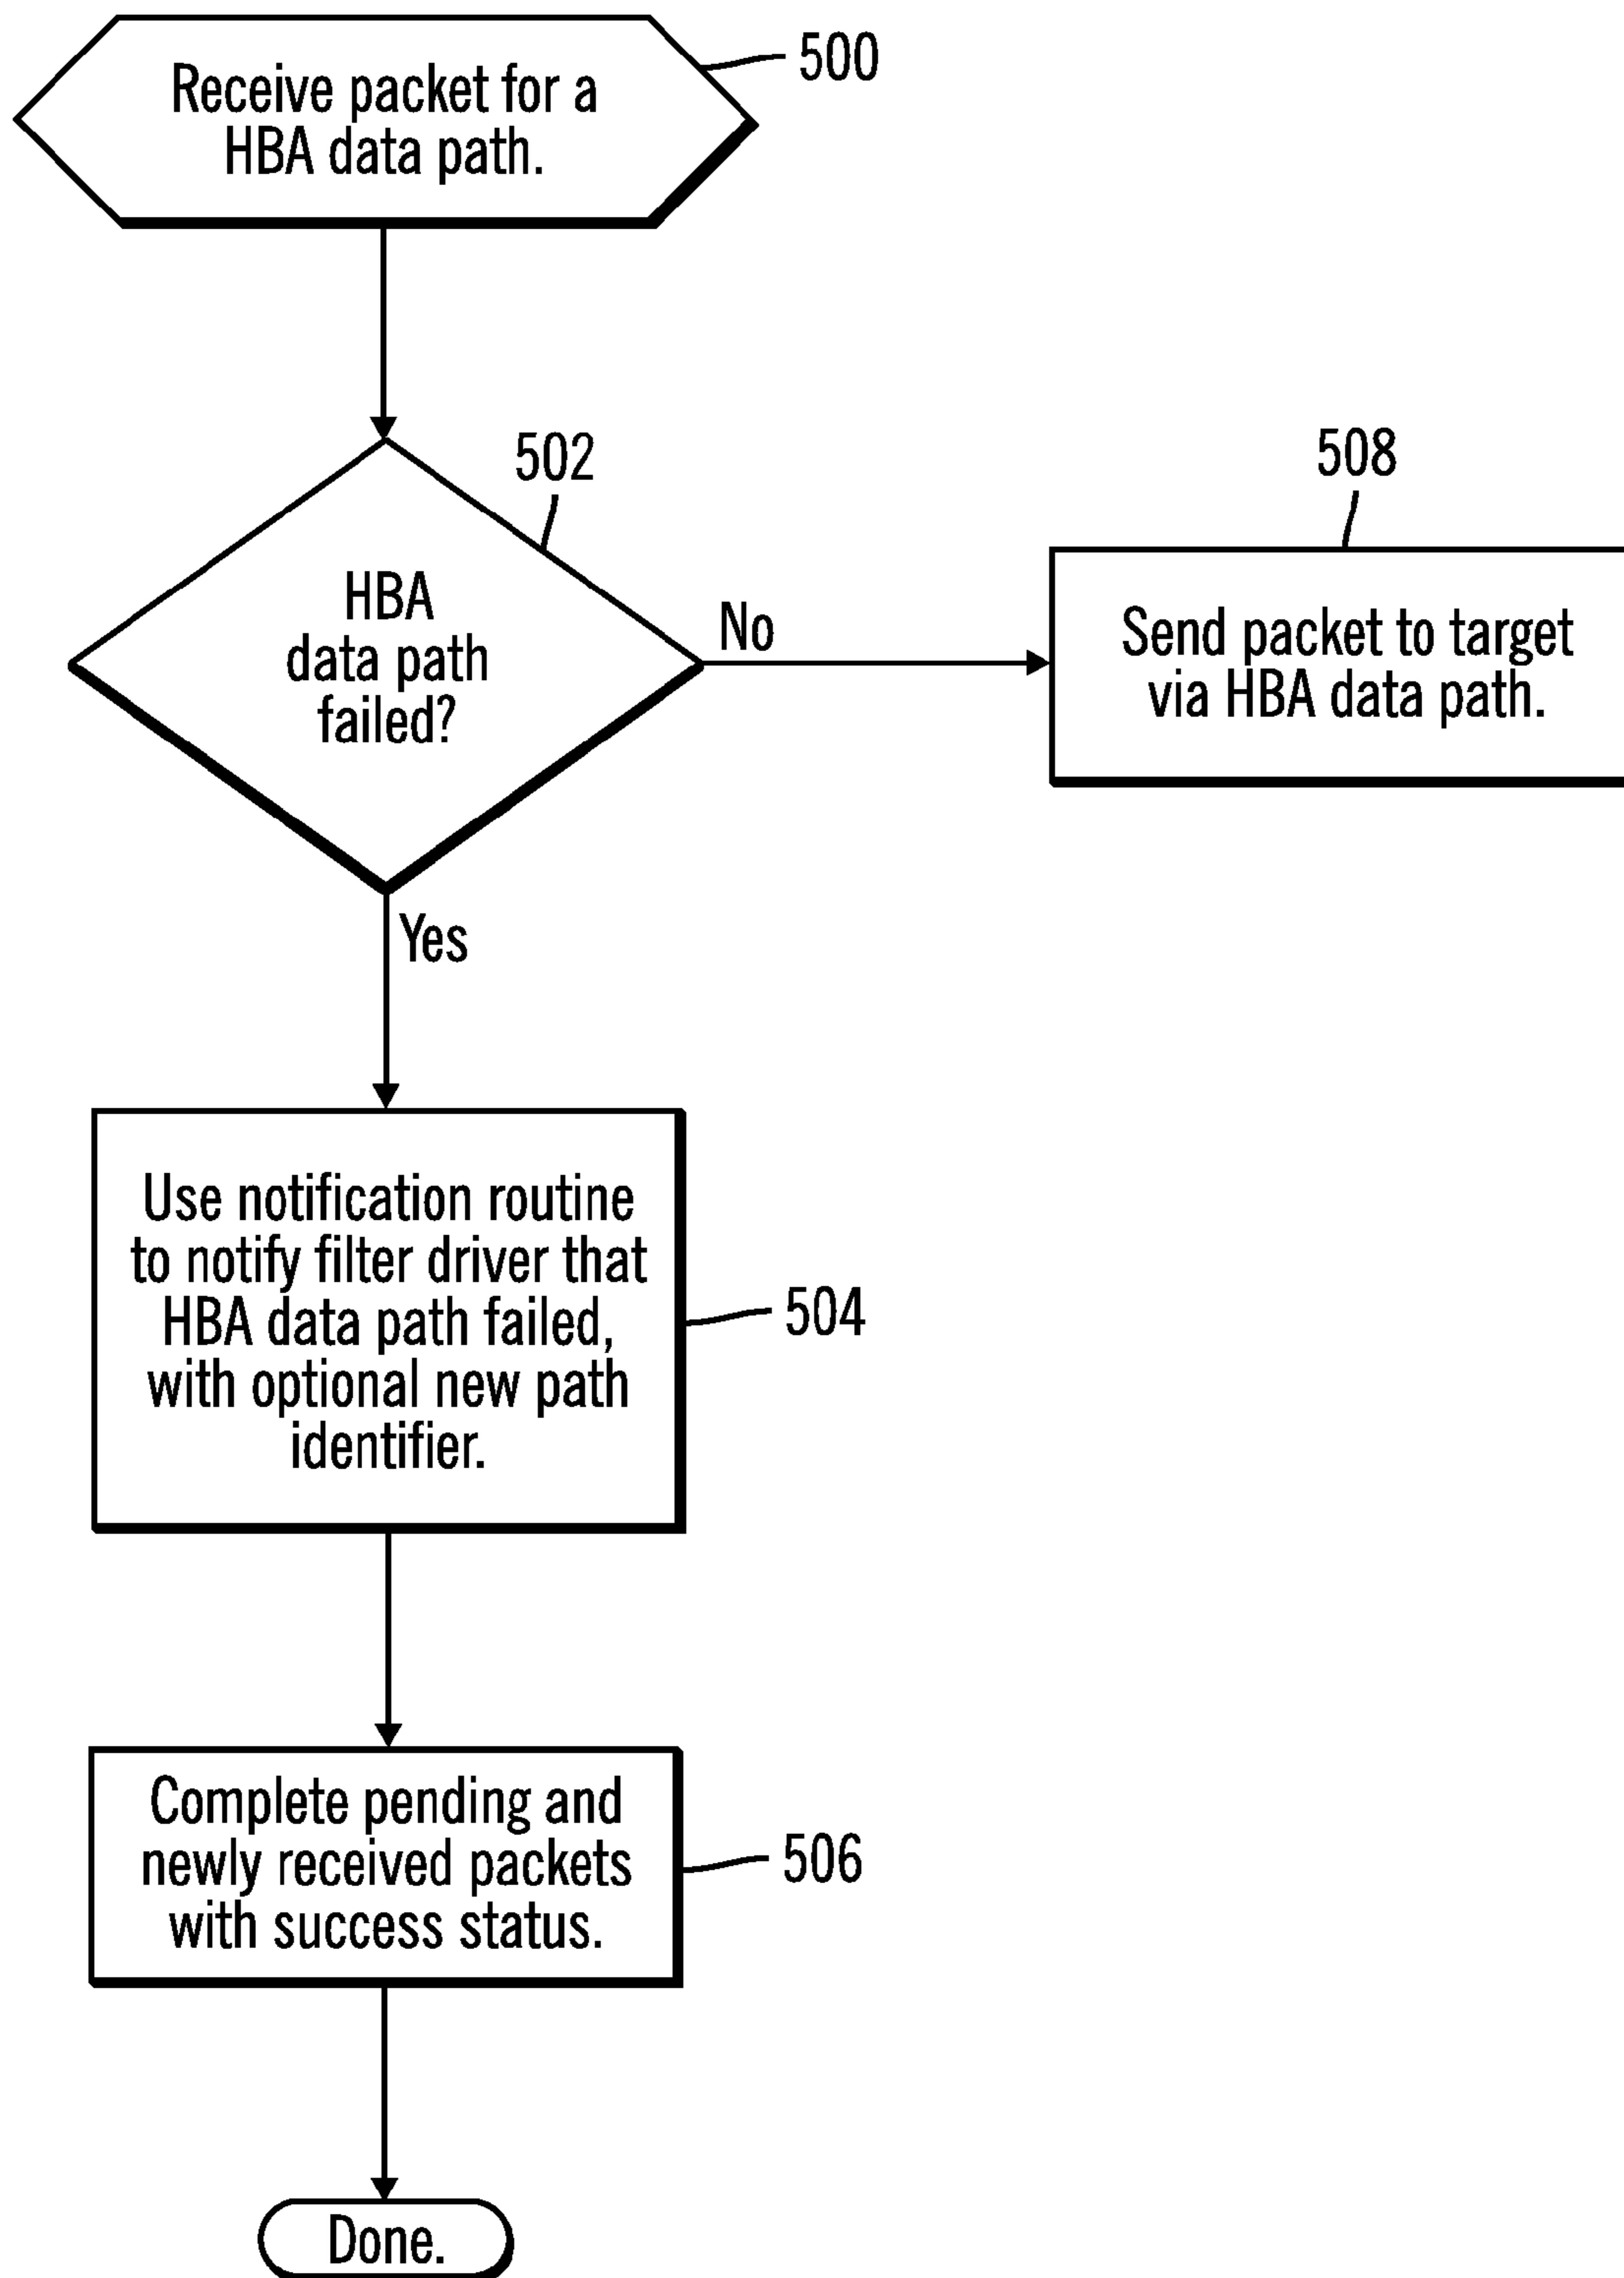 Receive packet for a
HBA data path.
500
502
HBA
data path
failed?
No
508
Send packet to target
via HBA data path.
Yes
Use notification routine
to notify filter driver that
HBA data path failed,
with optional new path
identifier.
504
Complete pending and
newly received packets
with success status.
506
Done.